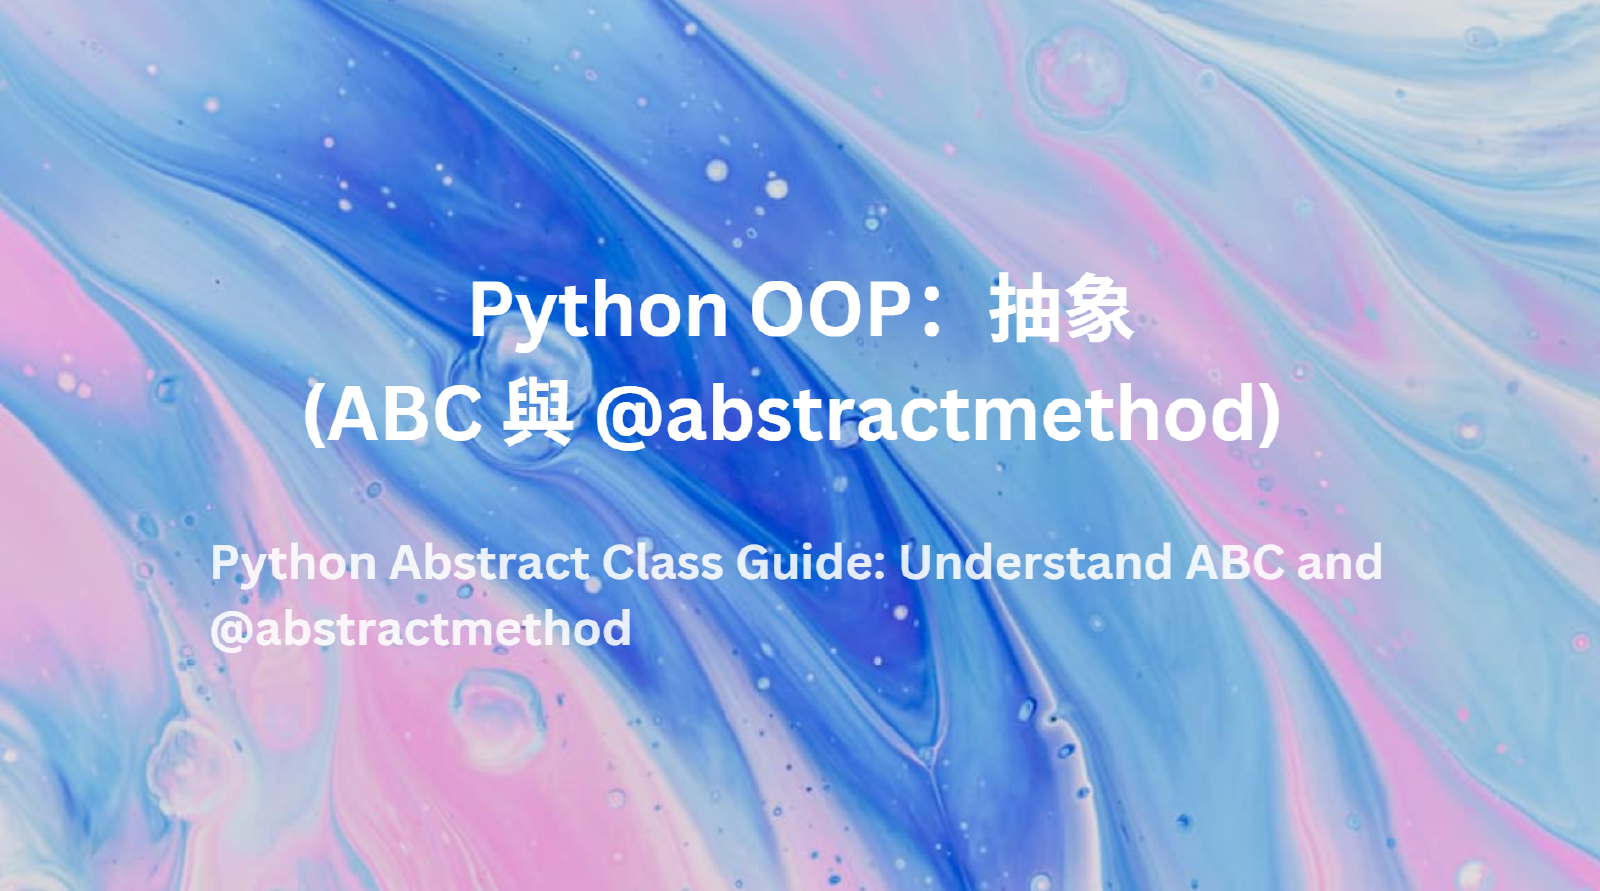 Python OOP：抽象
(ABC 與 @abstractmethod)
Python Abstract Class Guide: Understand ABC and
@abstractmethod